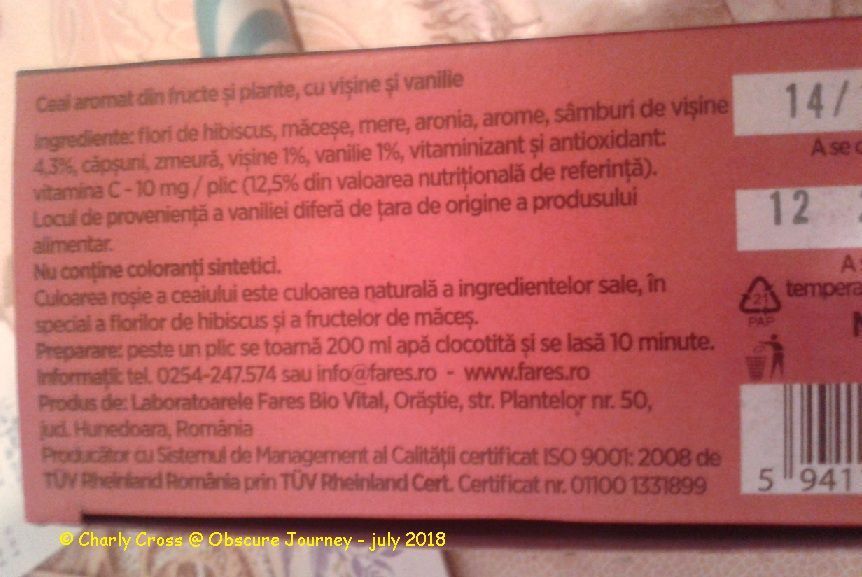 Ceai aromat din fructe și plante, cu vișine și vanilie
Ingrediente: flori de hibiscus, măceșe, mere, aronia, arome, sâmburi de vișine
4,3%, căpșuni, zmeură, vișine 1%, vanilie 1%, vitaminizant și antioxidant:
vitamina C - 10 mg / plic (12,5% din valoarea nutrițională de referință).
Locul de proveniență a vaniliei diferă de țara de origine a produsului
alimentar.
Nu conține coloranți sintetici.
Culoarea roșie a ceaiului este culoarea naturală a ingredientelor sale, în
special a florilor de hibiscus și a fructelor de măceș.
Preparare: peste un plic se toarnă 200 ml apă clocotită și se lasă 10 minute.
Informații: tel. 0254-247.574 sau info@fares.ro - www.fares.ro
Produs de: Laboratoarele Fares Bio Vital, Orăștie, str. Plantelor nr. 50,
jud. Hunedoara, România
Producător cu Sistemul de Management al Calității certificat ISO 9001: 2008 de
TÜV Rheinland România prin TÜV Rheinland Cert. Certificat nr. 01100 1331899
14/
A se
12
A
tempera
21
PAP
5 941
© Charly Cross @ Obscure Journey - july 2018